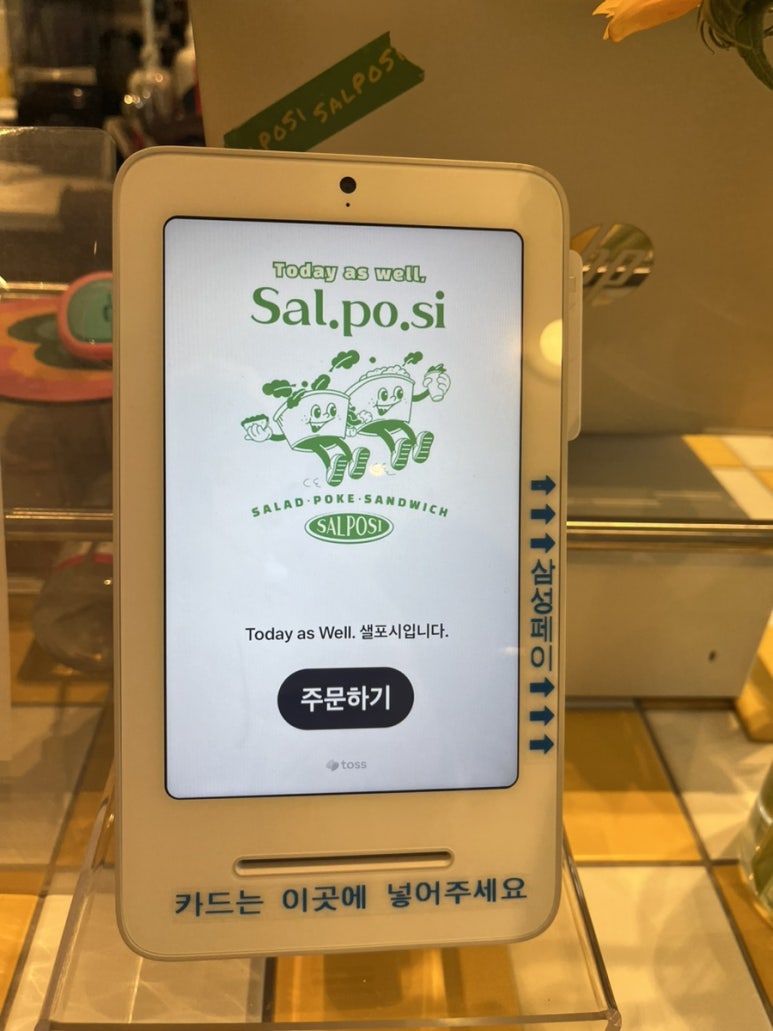 POSI SALPOSI
hp
Today as well,
Sal.po.si
SALAD·POKE·SANDWICH
SALPOSI
Today as Well. 샐포시입니다.
주문하기
toss
삼성페이
카드는 이곳에 넣어주세요